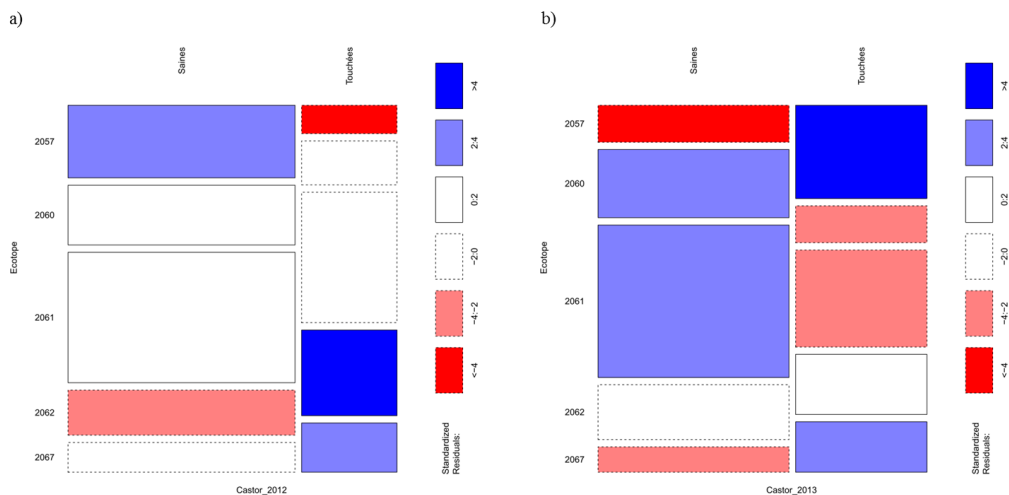 a)
Saines
Touchées
2057
2060
2061
2062
2067
Ecotope
Castor_2012
>4
2:4
0:2
−2:0
−4:−2
<−4
Standardized
Residuals:
b)
Saines
Touchées
2057
2060
2061
2062
2067
Ecotope
Castor_2013
>4
2:4
0:2
−2:0
−4:−2
<−4
Standardized
Residuals: